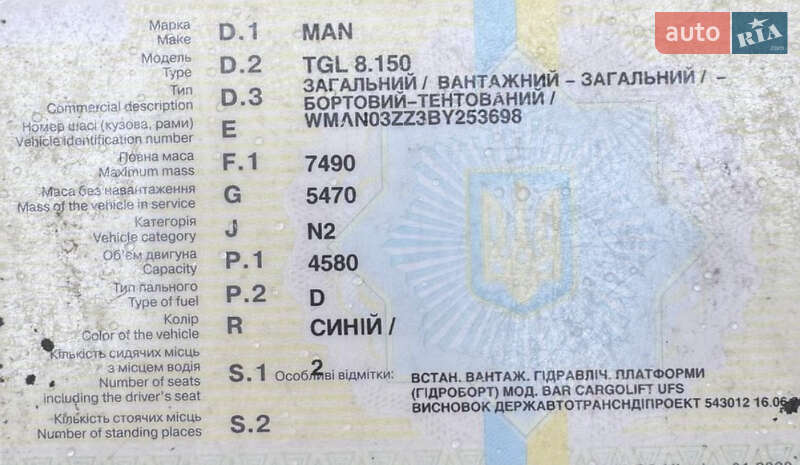 auto RIA.com
Марка
Make D.1 MAN
Модель
Type D.2 TGL 8.150
Тип
Commercial description D.3 ЗАГАЛЬНИЙ / ВАНТАЖНИЙ – ЗАГАЛЬНИЙ / –
БОРТОВИЙ-ТЕНТОВАНИЙ /
Номер шасі (кузова, рами)
Vehicle identification number E WMAN03ZZ3BY253698
Повна маса
Maximum mass F.1 7490
Маса без навантаження
Mass of the vehicle in service G 5470
Категорія
Vehicle category J N2
Об'єм двигуна
Capacity P.1 4580
Тип пального
Type of fuel P.2 D
Колір
Color of the vehicle R СИНІЙ /
Кількість сидячих місць
з місцем водія
Number of seats
including the driver's seat S.1 2
Особливі відмітки: ВСТАН. ВАНТАЖ. ГІДРАВЛІЧ. ПЛАТФОРМИ
(ГІДРОБОРТ) МОД. BAR CARGOLIFT UFS
ВИСНОВОК ДЕРЖАВТОТРАНСНДІПРОЕКТ 543012 16.06
Кількість стоячих місць
Number of standing places S.2